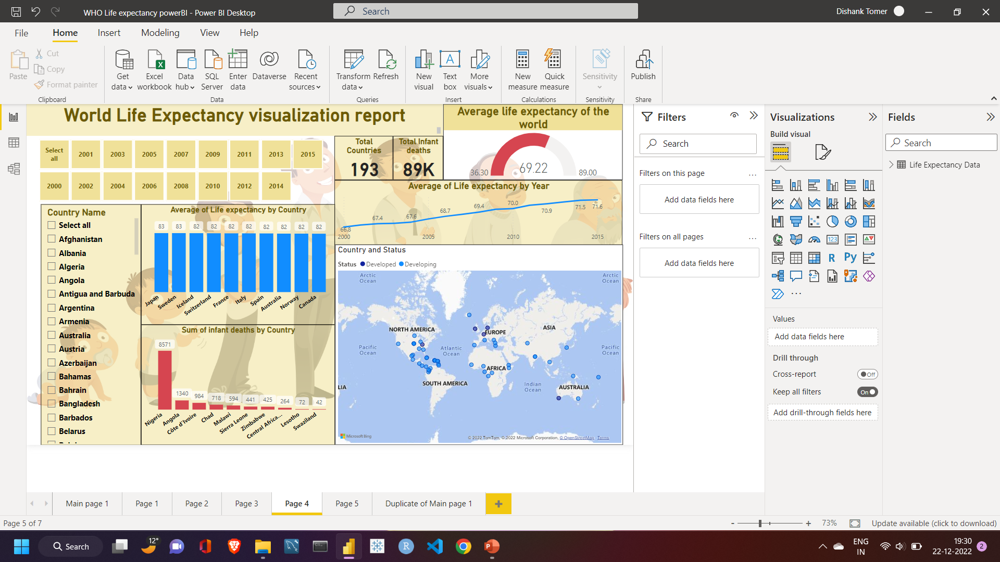 WHO Life expectancy powerBI - Power BI Desktop
Search
Dishank Tomer
File
Home
Insert
Modeling
View
Help
Paste
Cut
Copy
Format painter
Clipboard
Get data
Excel workbook
Data hub
SQL Server
Enter data
Dataverse
Recent sources
Data
Transform data
Refresh
Queries
New visual
Text box
More visuals
Insert
New measure
Quick measure
Calculations
Sensitivity
Sensitivity
Publish
Share
World Life Expectancy visualization report
Average life expectancy of the
world
36.30
69.22
89.00
Select all
2001
2003
2005
2007
2009
2011
2013
2015
2000
2002
2004
2006
2008
2010
2012
2014
Total Countries
193
Total Infant deaths
89K
Average of Life expectancy by Year
66.8
67.4
67.6
68.7
69.4
70.0
70.9
71.5
71.6
2000
2005
2010
2015
Country Name
Select all
Afghanistan
Albania
Algeria
Angola
Antigua and Barbuda
Argentina
Armenia
Australia
Austria
Azerbaijan
Bahamas
Bahrain
Bangladesh
Barbados
Belarus
Average of Life expectancy by Country
83
83
82
82
82
82
82
82
82
82
Japan
Sweden
Iceland
Switzerland
France
Italy
Spain
Australia
Norway
Canada
Sum of infant deaths by Country
8571
1340
984
718
594
441
425
264
72
42
Nigeria
Angola
Côte d'Ivoire
Chad
Malawi
Sierra Leone
Zimbabwe
Central Africa...
Lesotho
Swaziland
Country and Status
Status
Developed
Developing
Arctic Ocean
Arctic Ocean
NORTH AMERICA
EUROPE
ASIA
Pacific Ocean
Atlantic Ocean
Pacific Ocean
AFRICA
SOUTH AMERICA
Indian Ocean
LIA
AUSTRALIA
Microsoft Bing
© 2022 TomTom, © 2022 Microsoft Corporation, © OpenStreetMap Terms
Filters
Search
Filters on this page
...
Add data fields here
Filters on all pages
...
Add data fields here
Visualizations
Build visual
123
R
Py
...
Values
Add data fields here
Drill through
Cross-report
Off
Keep all filters
On
Add drill-through fields here
Fields
Search
Life Expectancy Data
Main page 1
Page 1
Page 2
Page 3
Page 4
Page 5
Duplicate of Main page 1
+
Page 5 of 7
-
+
73%
Update available (click to download)
Search
12°
ENG
IN
19:30
22-12-2022
2